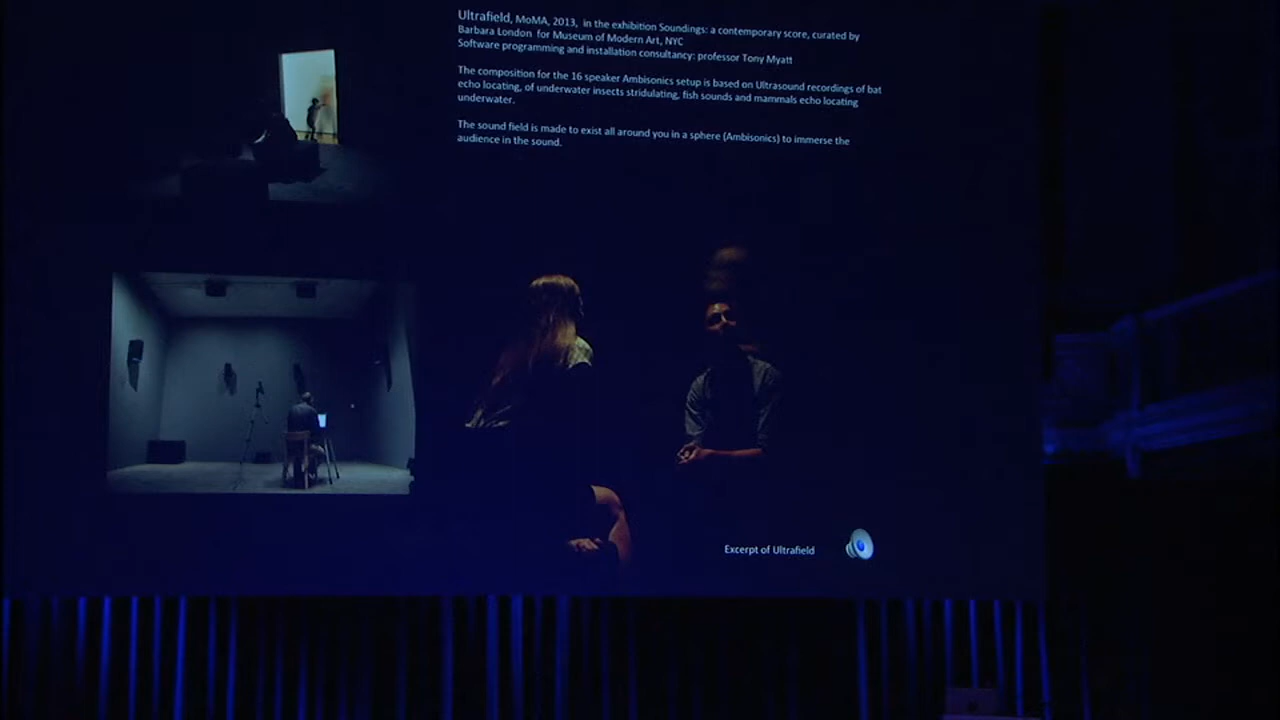 Ultrafield, MoMA, 2013, in the exhibition Soundings: a contemporary score, curated by
Barbara London for Museum of Modern Art, NYC
Software programming and installation consultancy: professor Tony Myatt
The composition for the 16 speaker Ambisonics setup is based on Ultrasound recordings of bat
echo locating, of underwater insects stridulating, fish sounds and mammals echo locating
underwater.
The sound field is made to exist all around you in a sphere (Ambisonics) to immerse the
audience in the sound.
Excerpt of Ultrafield